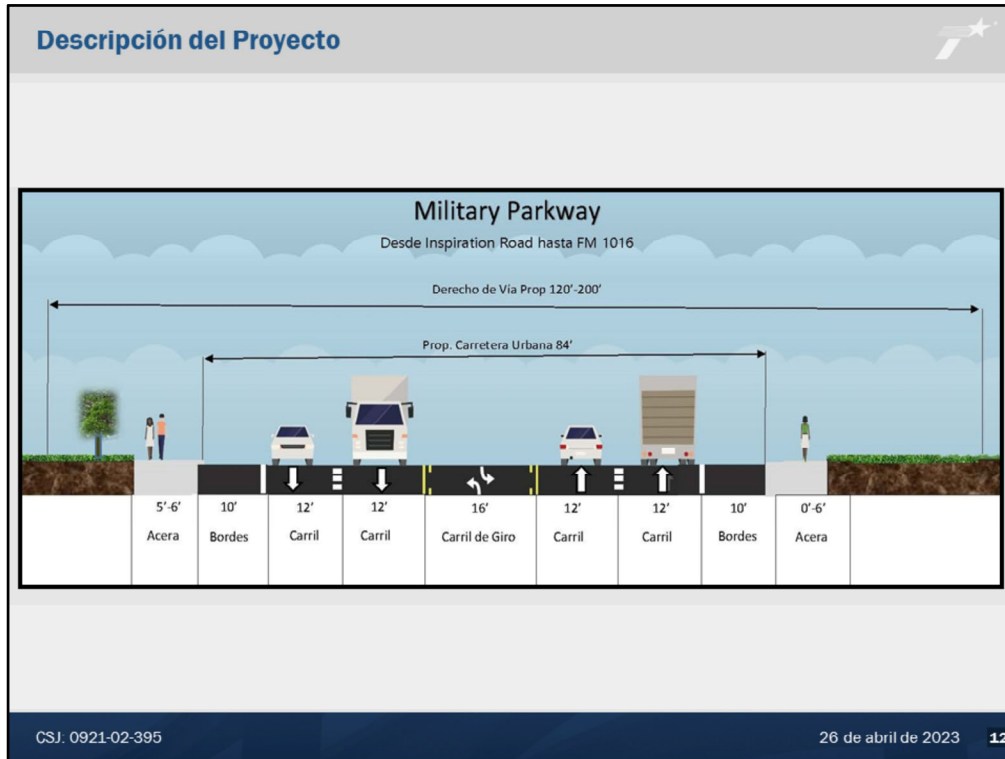 Descripción del Proyecto
Military Parkway
Desde Inspiration Road hasta FM 1016
Derecho de Vía Prop 120'-200'
Prop. Carretera Urbana 84'
5'-6' 10' 12' 12' 16' 12' 12' 10' 0'-6'
Acera Bordes Carril Carril Carril de Giro Carril Carril Bordes Acera
CSJ: 0921-02-395 26 de abril de 2023 12